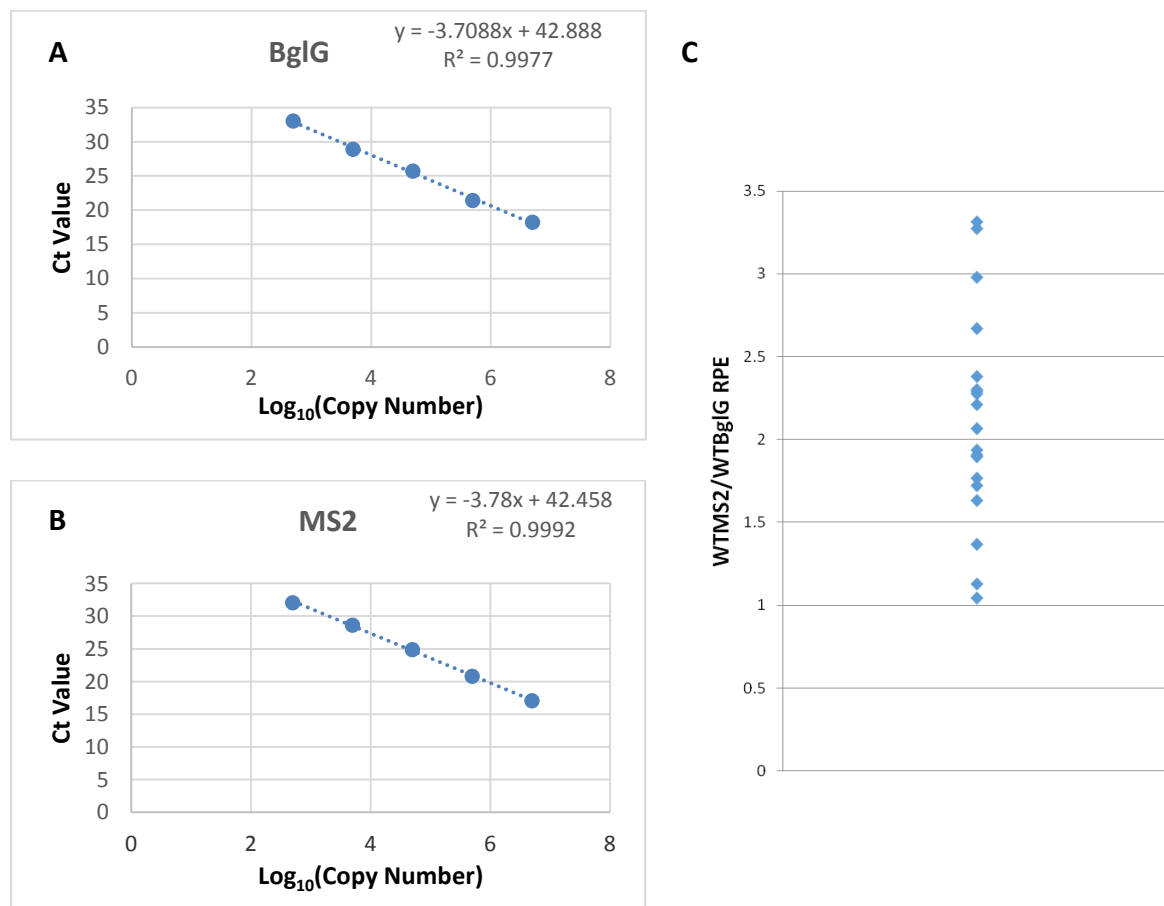 A
BglG
y = -3.7088x + 42.888
R² = 0.9977
35
30
25
20
15
10
5
0
Ct Value
0 2 4 6 8
Log₁₀(Copy Number)
B
MS2
y = -3.78x + 42.458
R² = 0.9992
35
30
25
20
15
10
5
0
Ct Value
0 2 4 6 8
Log₁₀(Copy Number)
C
3.5
3
2.5
2
1.5
1
0.5
0
WTMS2/WTBglG RPE